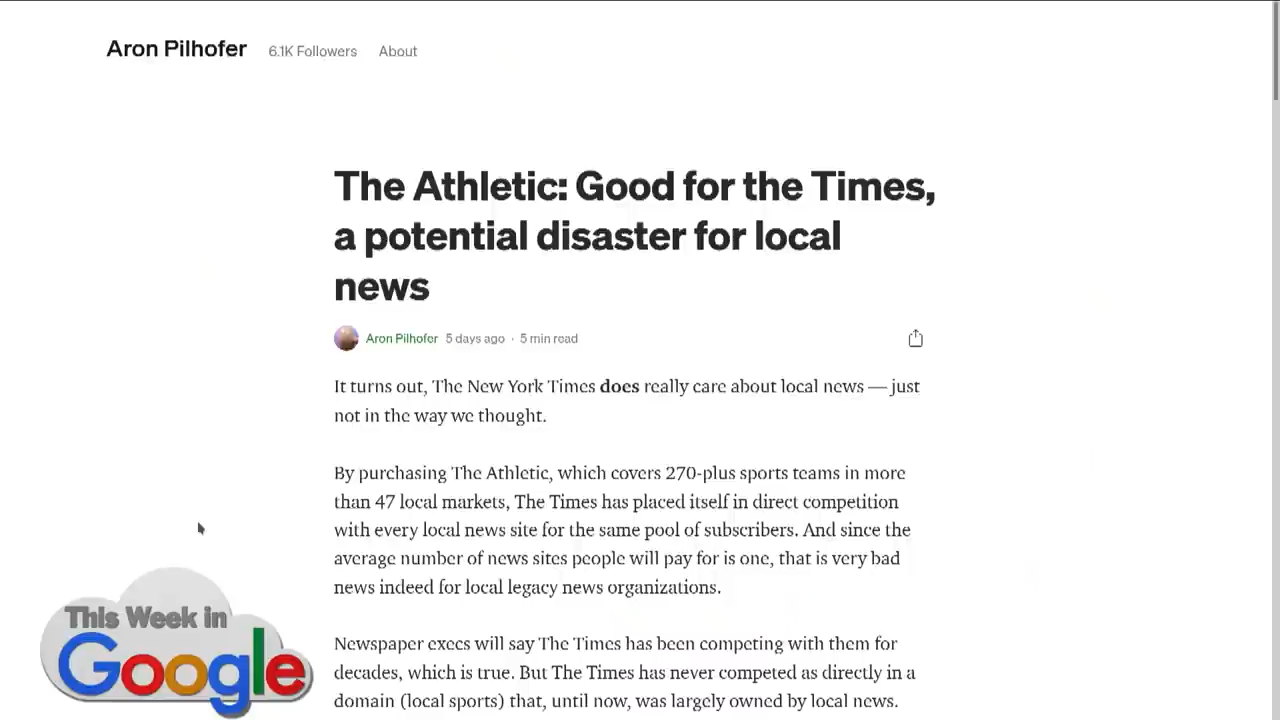 Aron Pilhofer 6.1K Followers About
The Athletic: Good for the Times,
a potential disaster for local
news
Aron Pilhofer 5 days ago · 5 min read
It turns out, The New York Times does really care about local news — just
not in the way we thought.
By purchasing The Athletic, which covers 270-plus sports teams in more
than 47 local markets, The Times has placed itself in direct competition
with every local news site for the same pool of subscribers. And since the
average number of news sites people will pay for is one, that is very bad
news indeed for local legacy news organizations.
Newspaper execs will say The Times has been competing with them for
decades, which is true. But The Times has never competed as directly in a
domain (local sports) that, until now, was largely owned by local news.
This Week in
Google